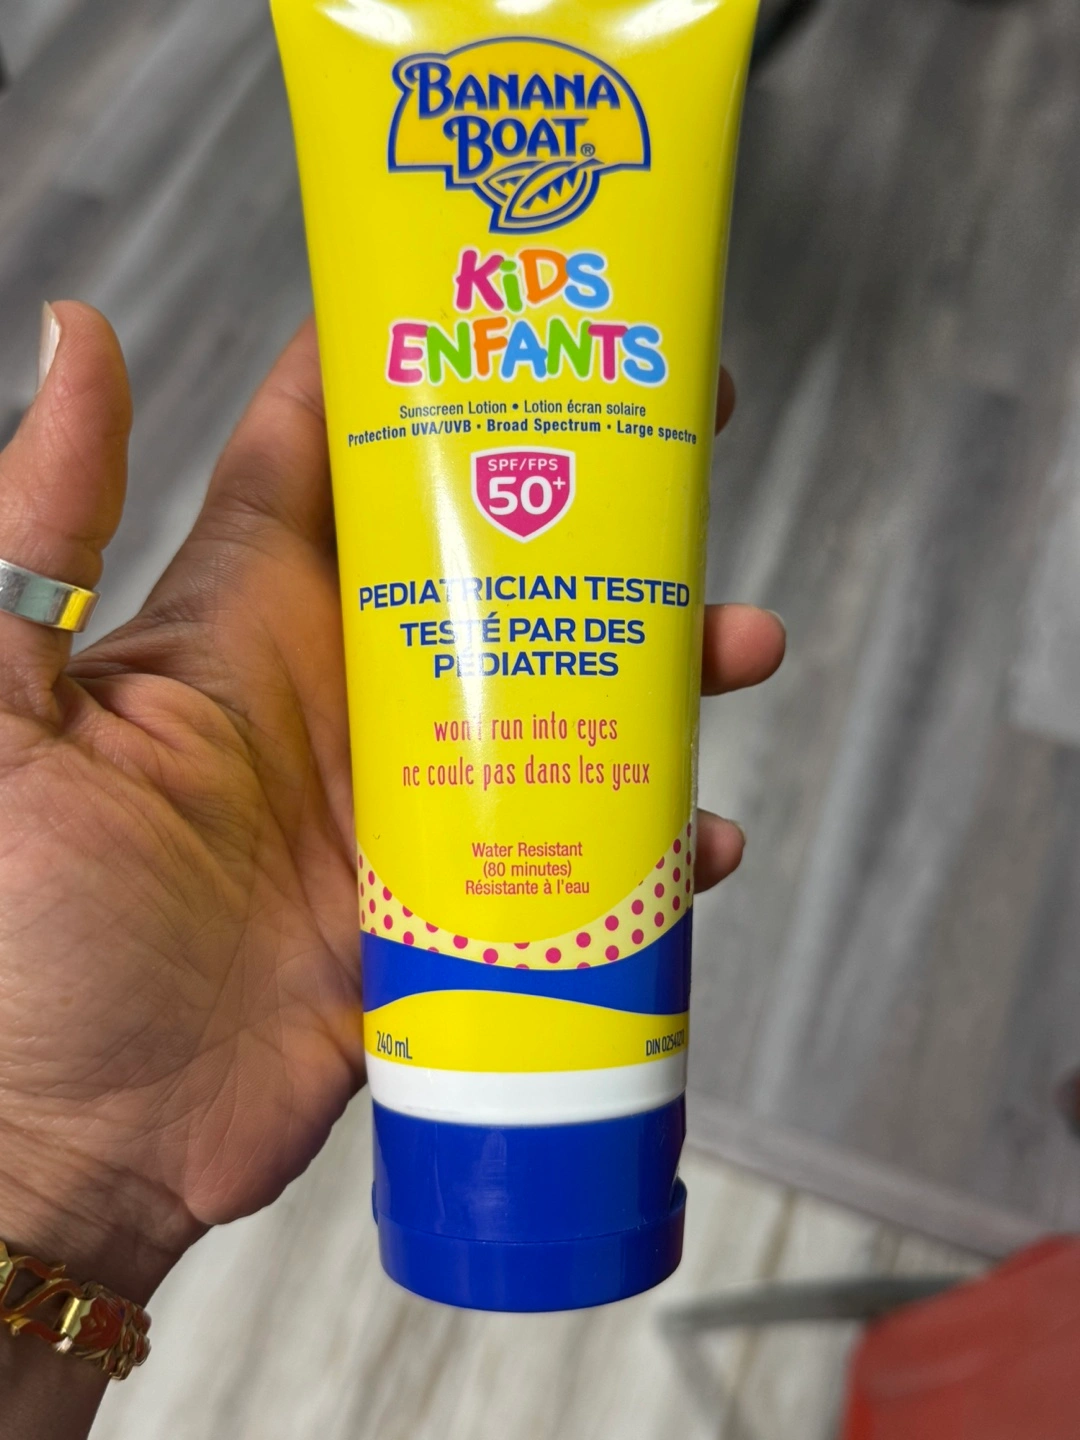 BANANA
BOAT®
KiDS
ENFANTS
Sunscreen Lotion • Lotion écran solaire
Protection UVA/UVB • Broad Spectrum • Large spectre
SPF/FPS
50+
PEDIATRICIAN TESTED
TESTÉ PAR DES
PÉDIATRES
won't run into eyes
ne coule pas dans les yeux
Water Resistant
(80 minutes)
Résistante à l'eau
240 mL
DIN